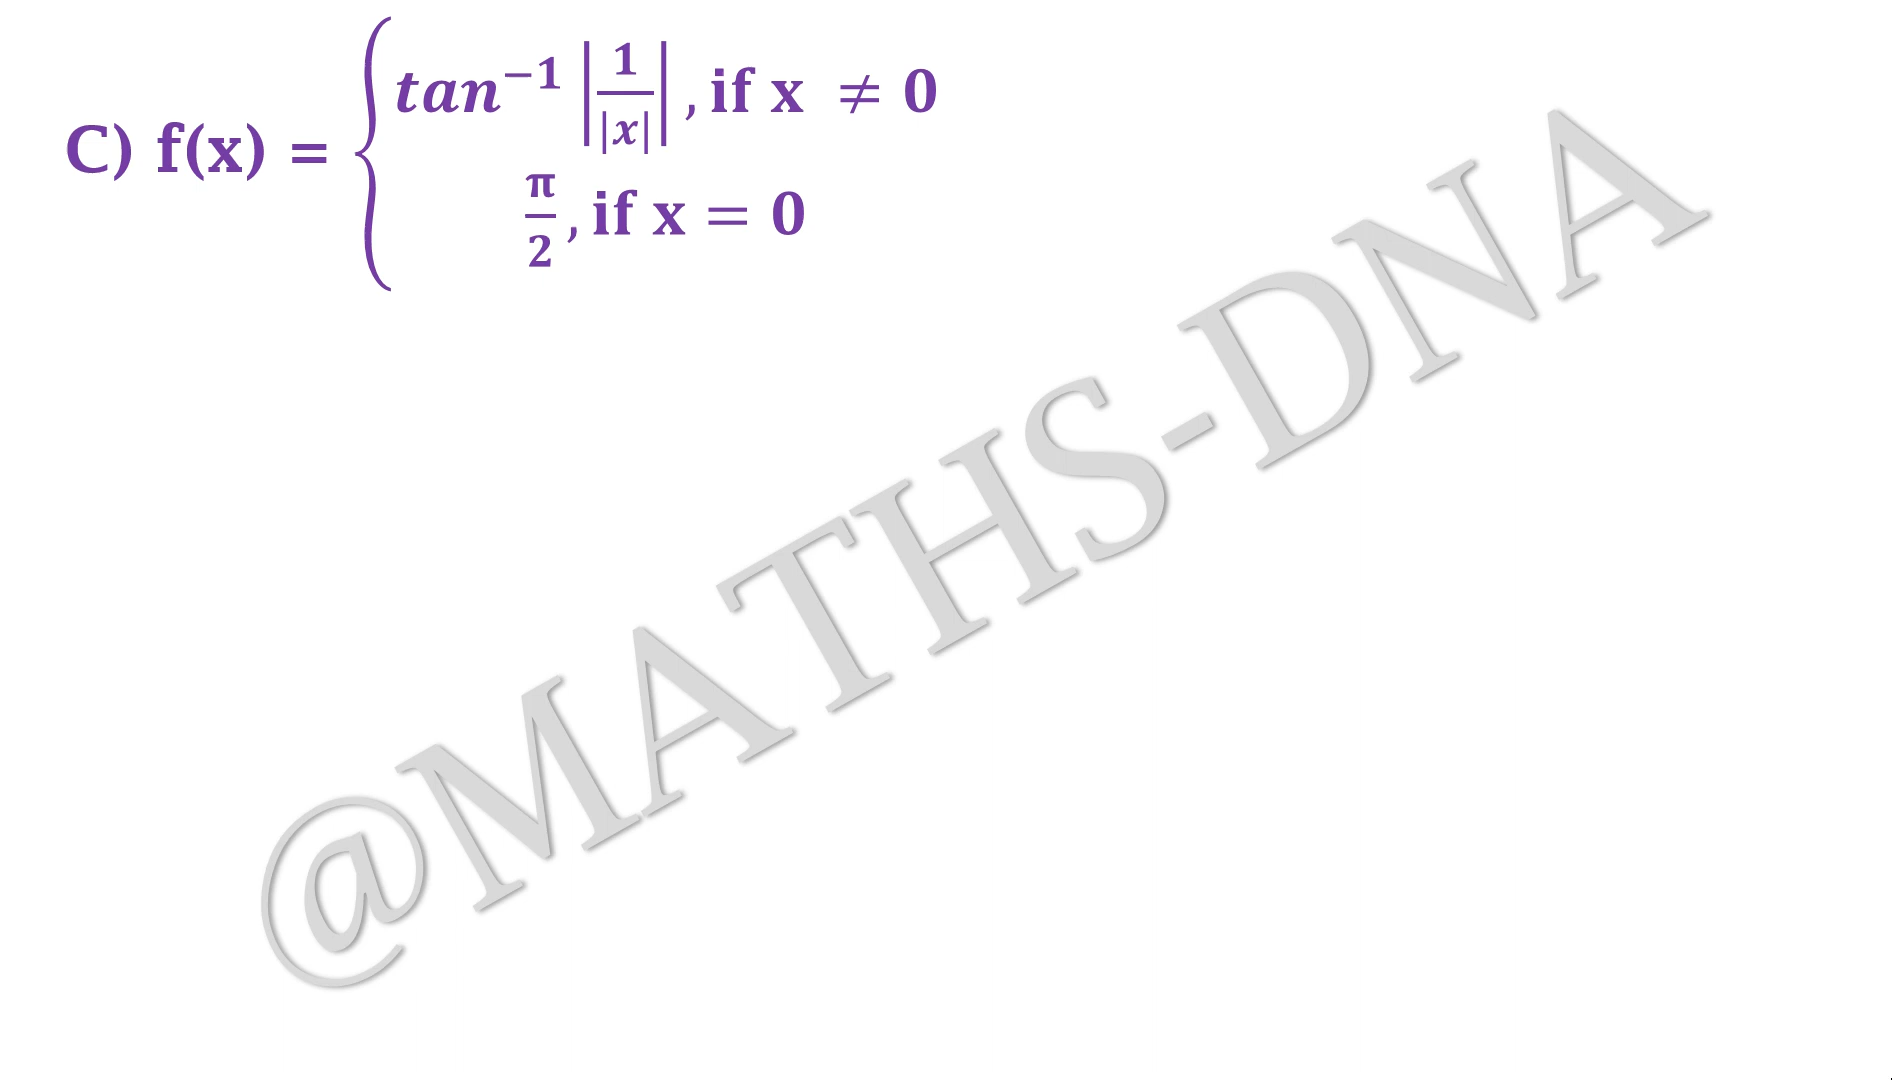 C) f(x) = { tan⁻¹ |1/|x||, if x ≠ 0
π/2, if x = 0
@MATHS-DNA